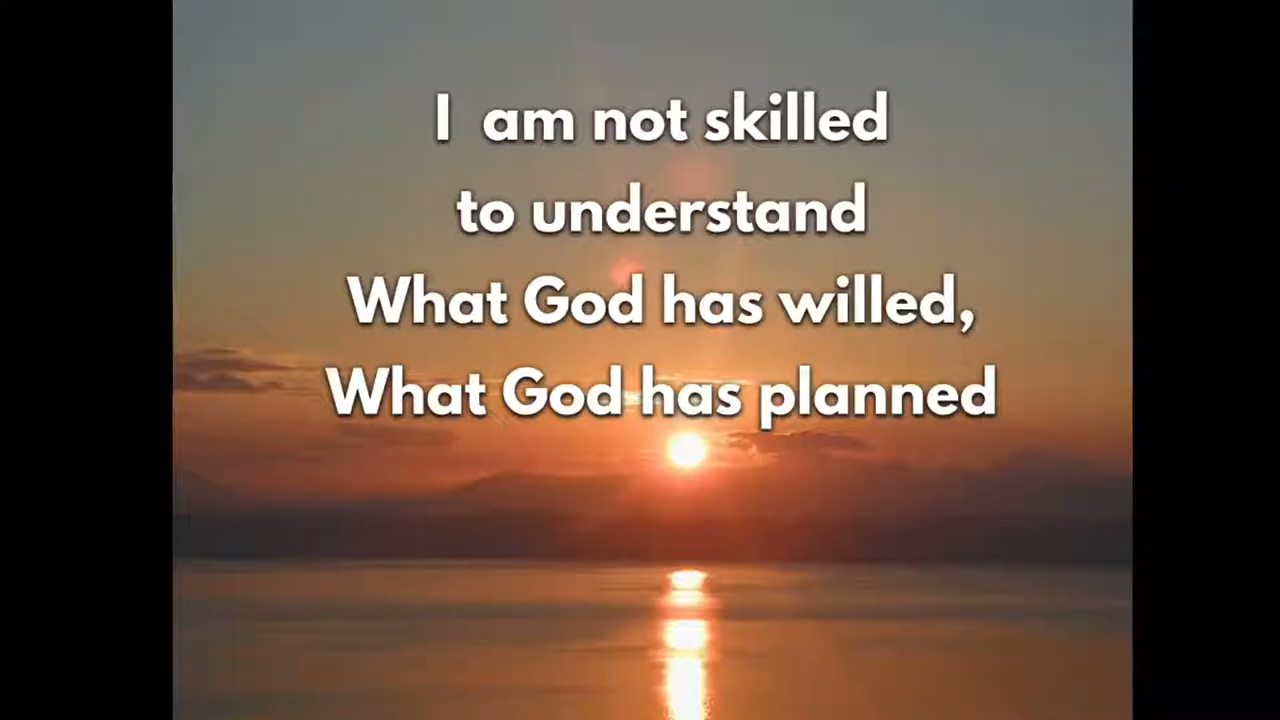 I am not skilled
to understand
What God has willed,
What God has planned